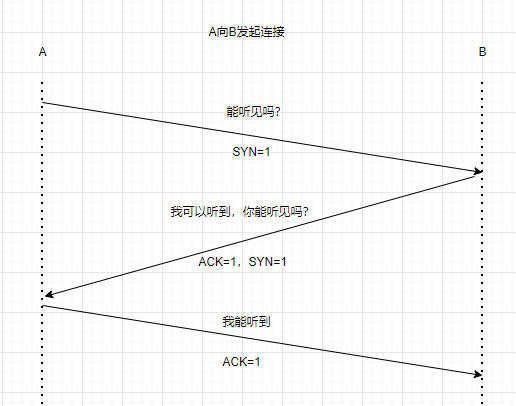 A向B发起连接
A
B
能听见吗？
SYN=1
我可以听到，你能听见吗？
ACK=1，SYN=1
我能听到
ACK=1